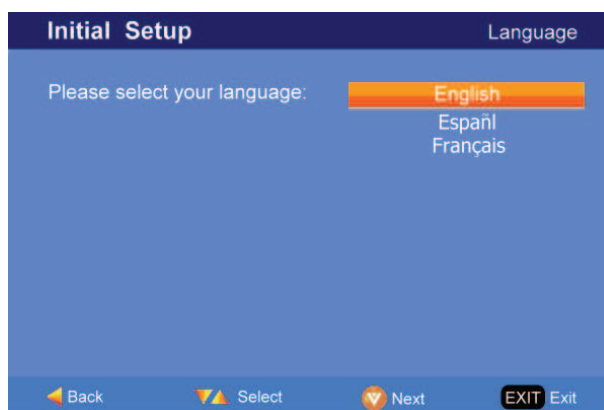 Initial Setup
Language
Please select your language:
English
Españl
Français
Back Select Next EXIT Exit